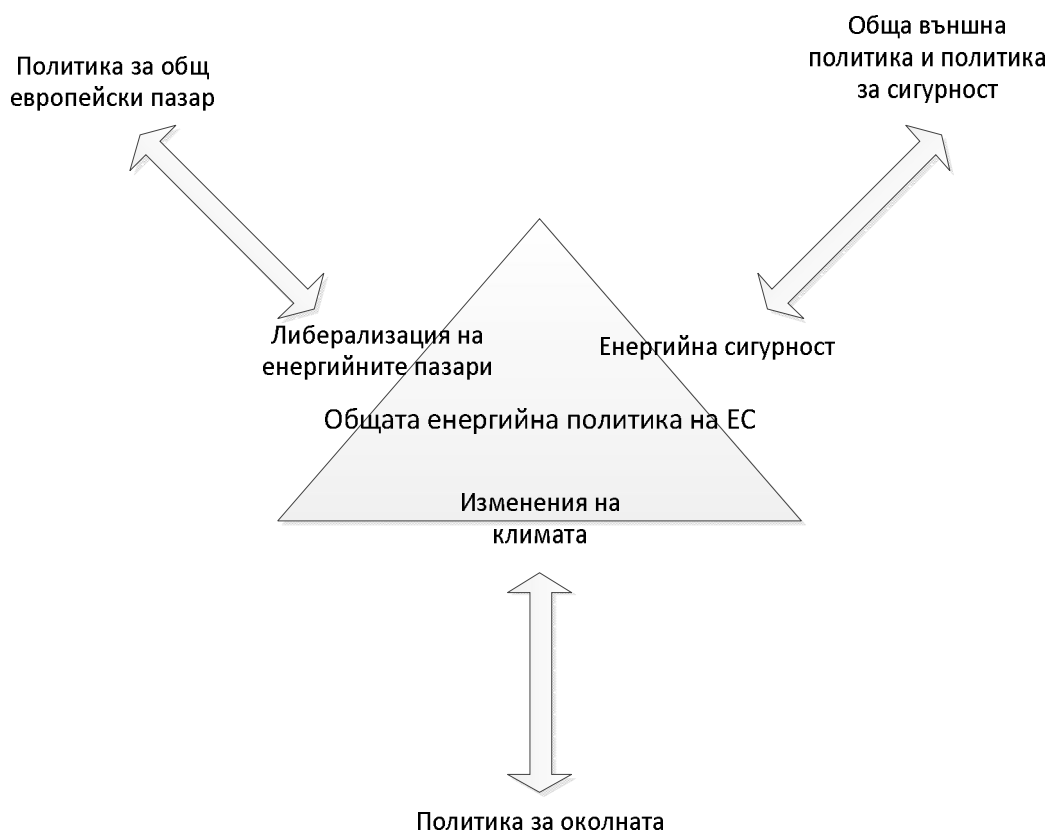 Политика за общ
европейски пазар
Обща външна
политика и политика
за сигурност
Либерализация на
енергийните пазари
Енергийна сигурност
Общата енергийна политика на ЕС
Изменения на
климата
Политика за околната